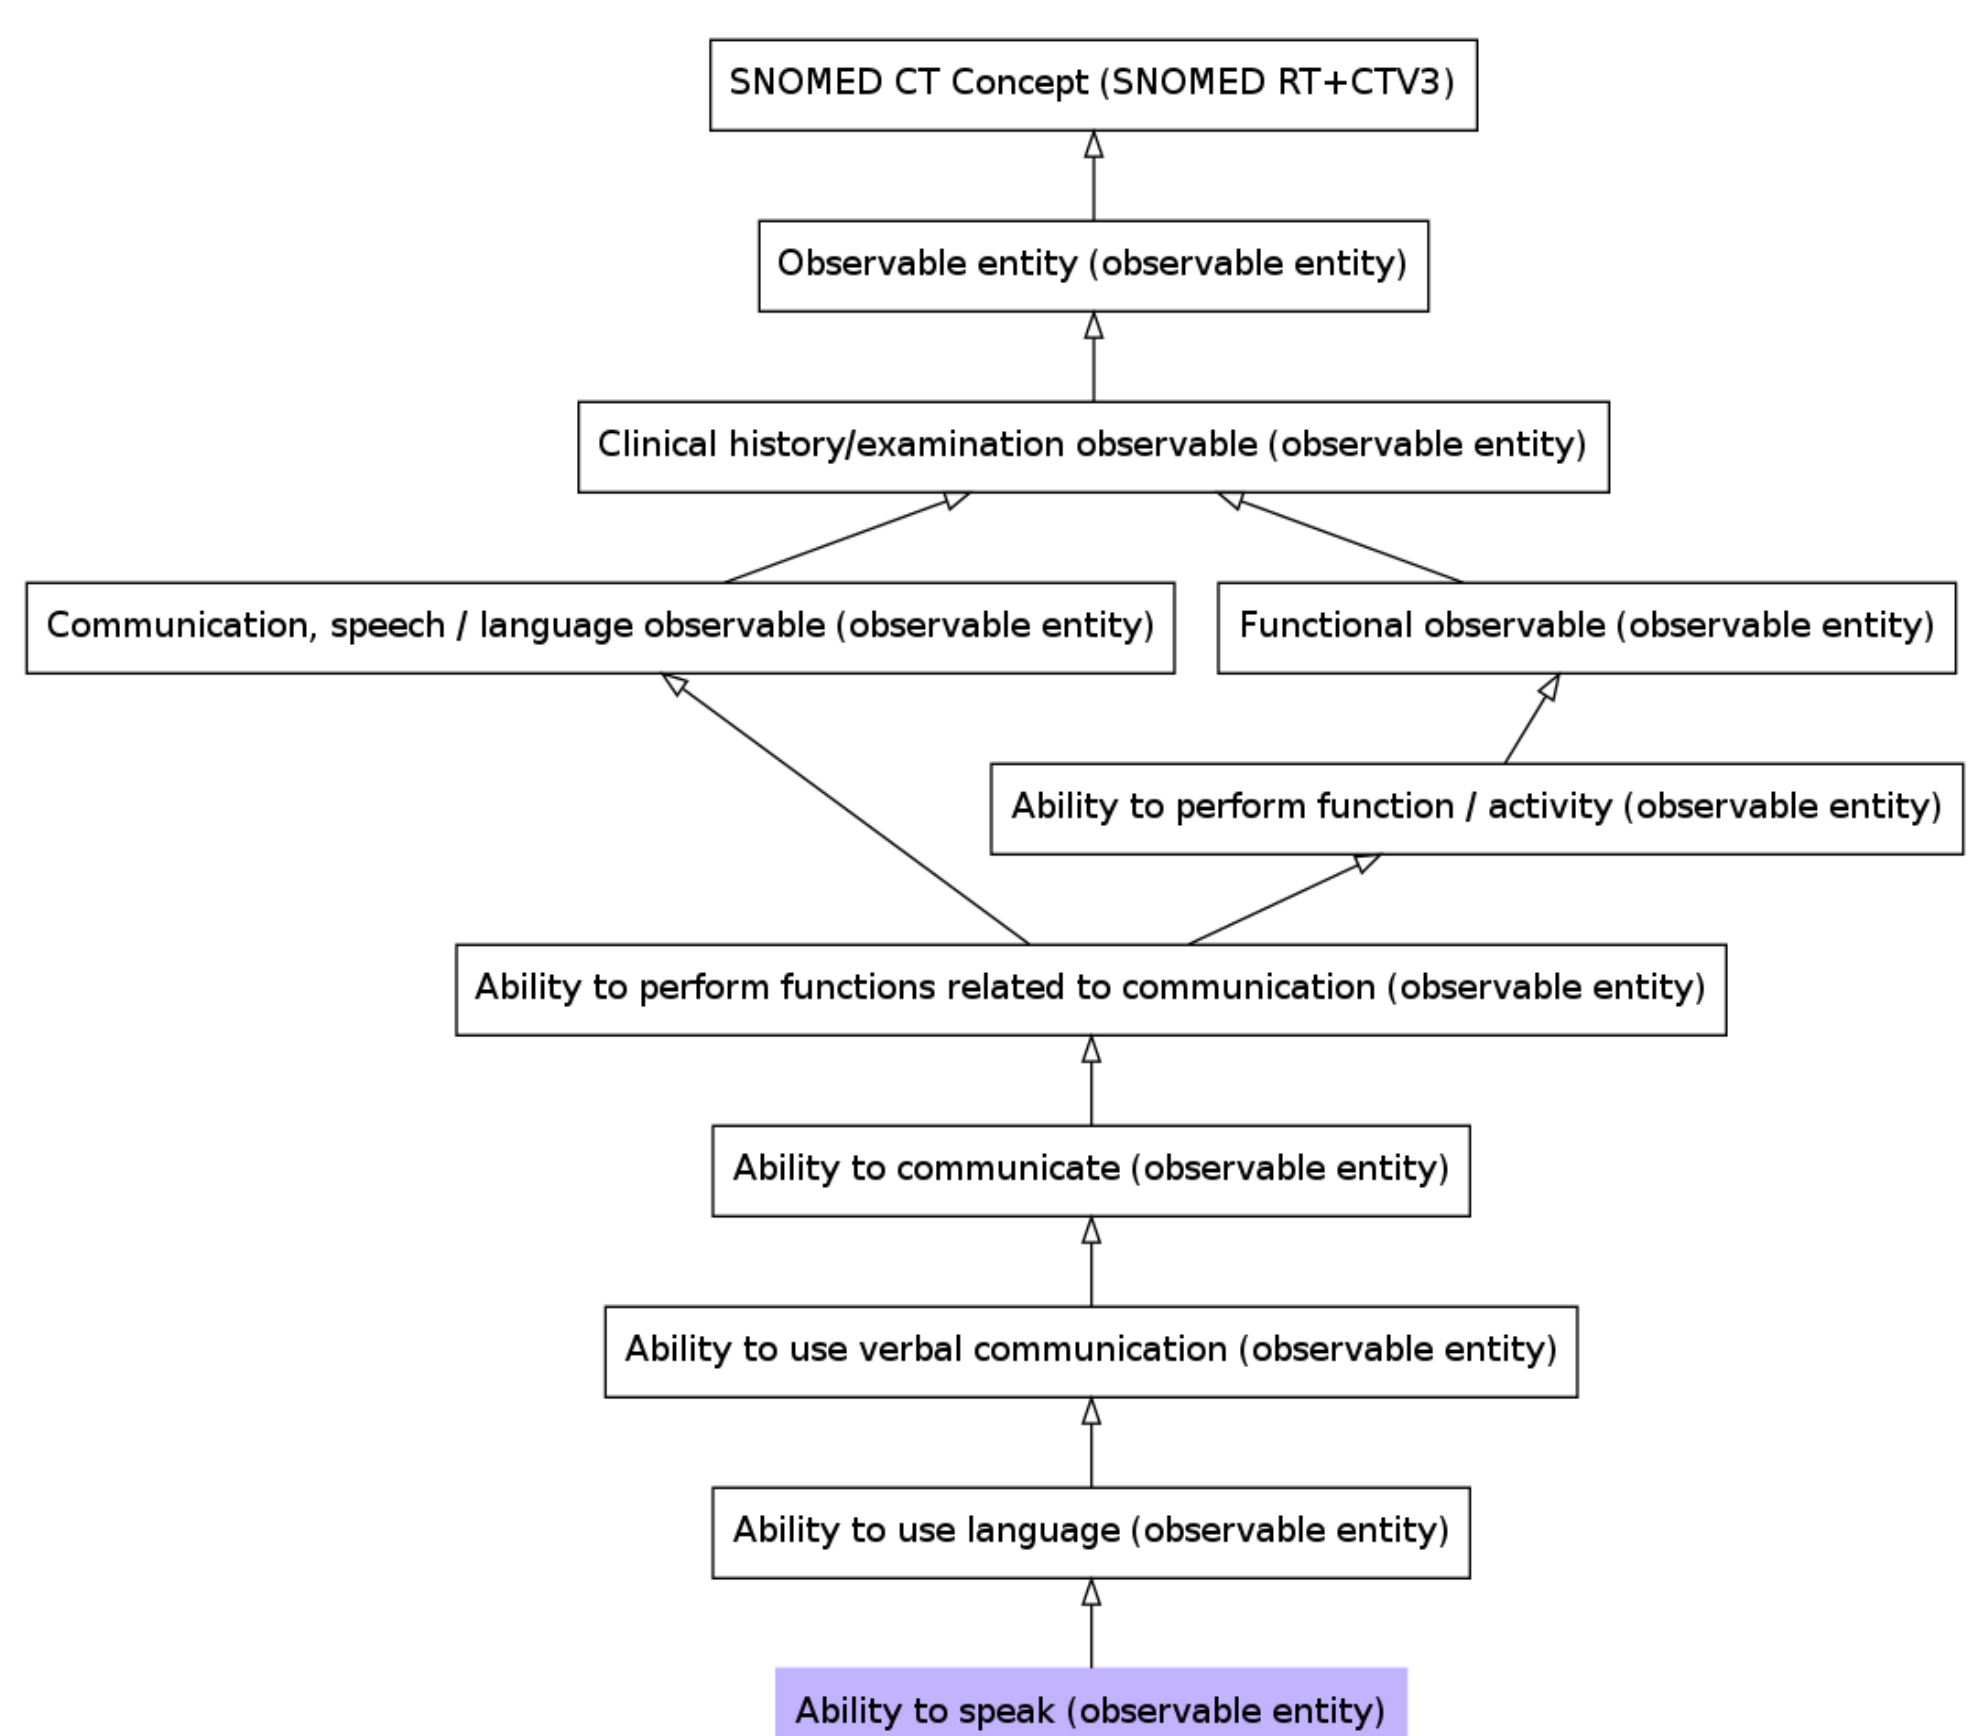 SNOMED CT Concept (SNOMED RT+CTV3)
Observable entity (observable entity)
Clinical history/examination observable (observable entity)
Communication, speech / language observable (observable entity)
Functional observable (observable entity)
Ability to perform function / activity (observable entity)
Ability to perform functions related to communication (observable entity)
Ability to communicate (observable entity)
Ability to use verbal communication (observable entity)
Ability to use language (observable entity)
Ability to speak (observable entity)